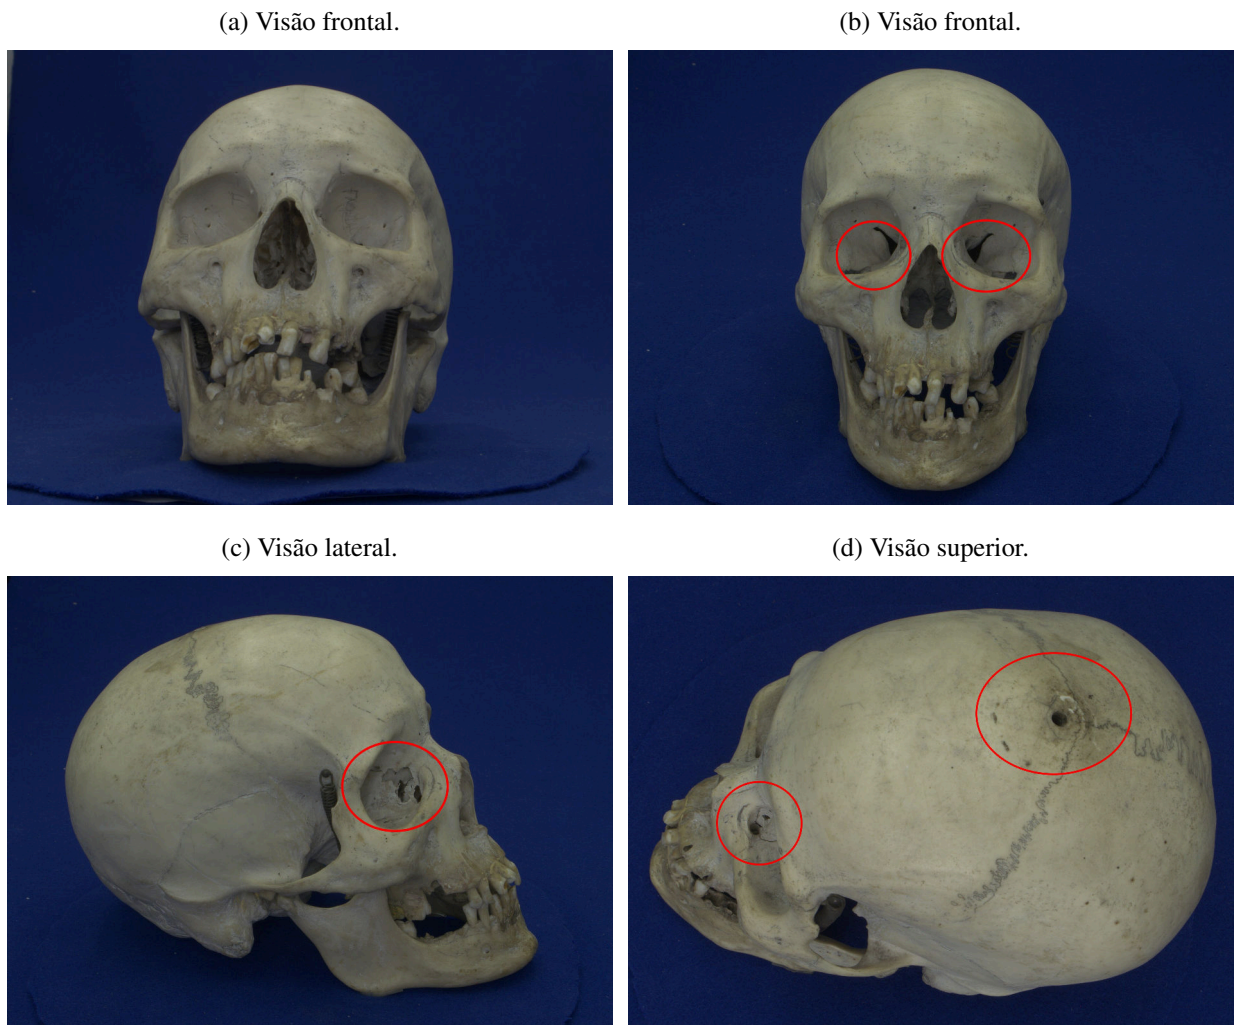 (a) Visão frontal.
(b) Visão frontal.
(c) Visão lateral.
(d) Visão superior.